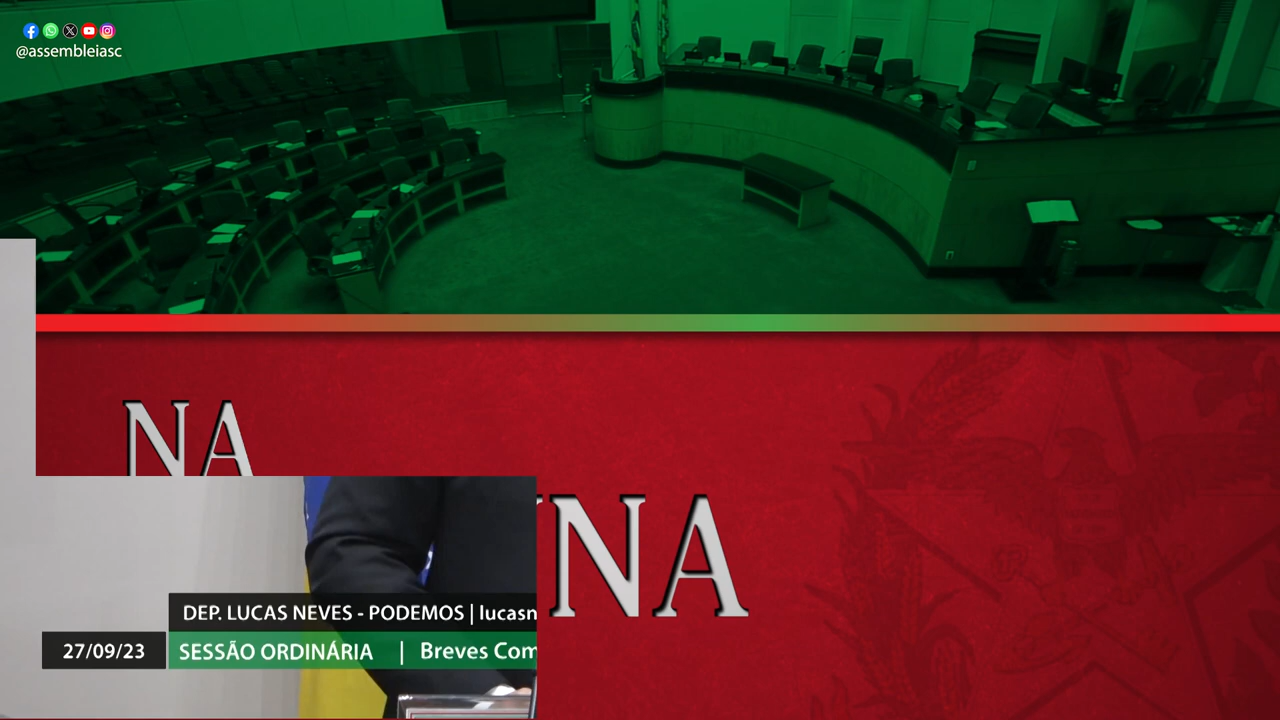 @assembleiasc
NA
NA
DEP. LUCAS NEVES - PODEMOS | lucasn
27/09/23
SESSÃO ORDINÁRIA | Breves Com